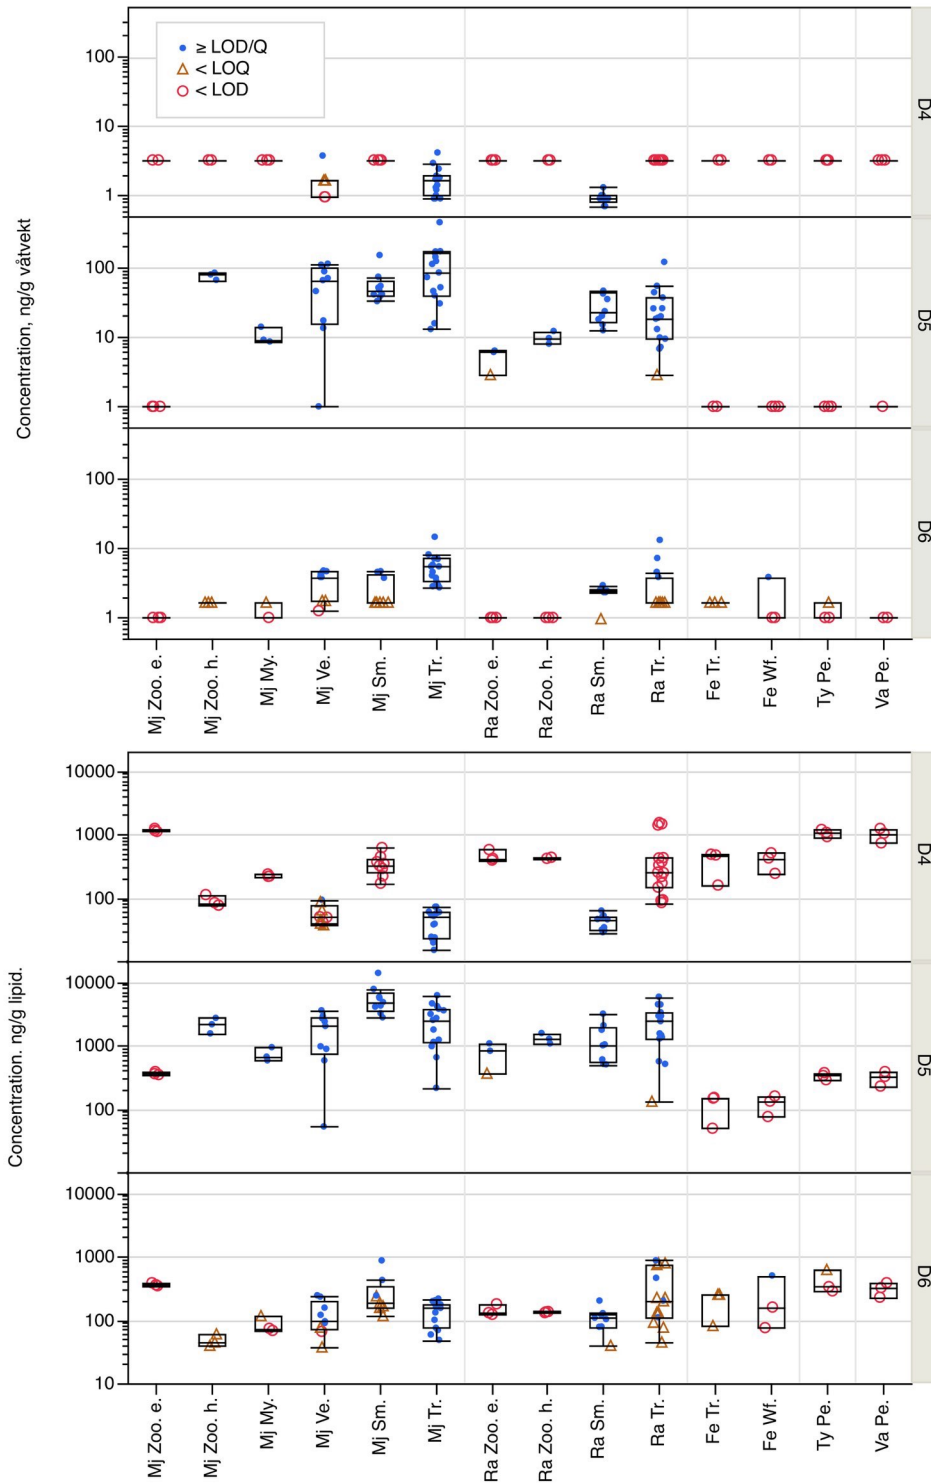 ≥ LOD/Q
< LOQ
< LOD
Concentration, ng/g våtvekt
100
10
1
D4
100
10
1
D5
100
10
1
D6
Mj Zoo. e.
Mj Zoo. h.
Mj My.
Mj Ve.
Mj Sm.
Mj Tr.
Ra Zoo. e.
Ra Zoo. h.
Ra Sm.
Ra Tr.
Fe Tr.
Fe Wf.
Ty Pe.
Va Pe.
Concentration. ng/g lipid.
10000
1000
100
D4
10000
1000
100
D5
10000
1000
100
10
D6
Mj Zoo. e.
Mj Zoo. h.
Mj My.
Mj Ve.
Mj Sm.
Mj Tr.
Ra Zoo. e.
Ra Zoo. h.
Ra Sm.
Ra Tr.
Fe Tr.
Fe Wf.
Ty Pe.
Va Pe.